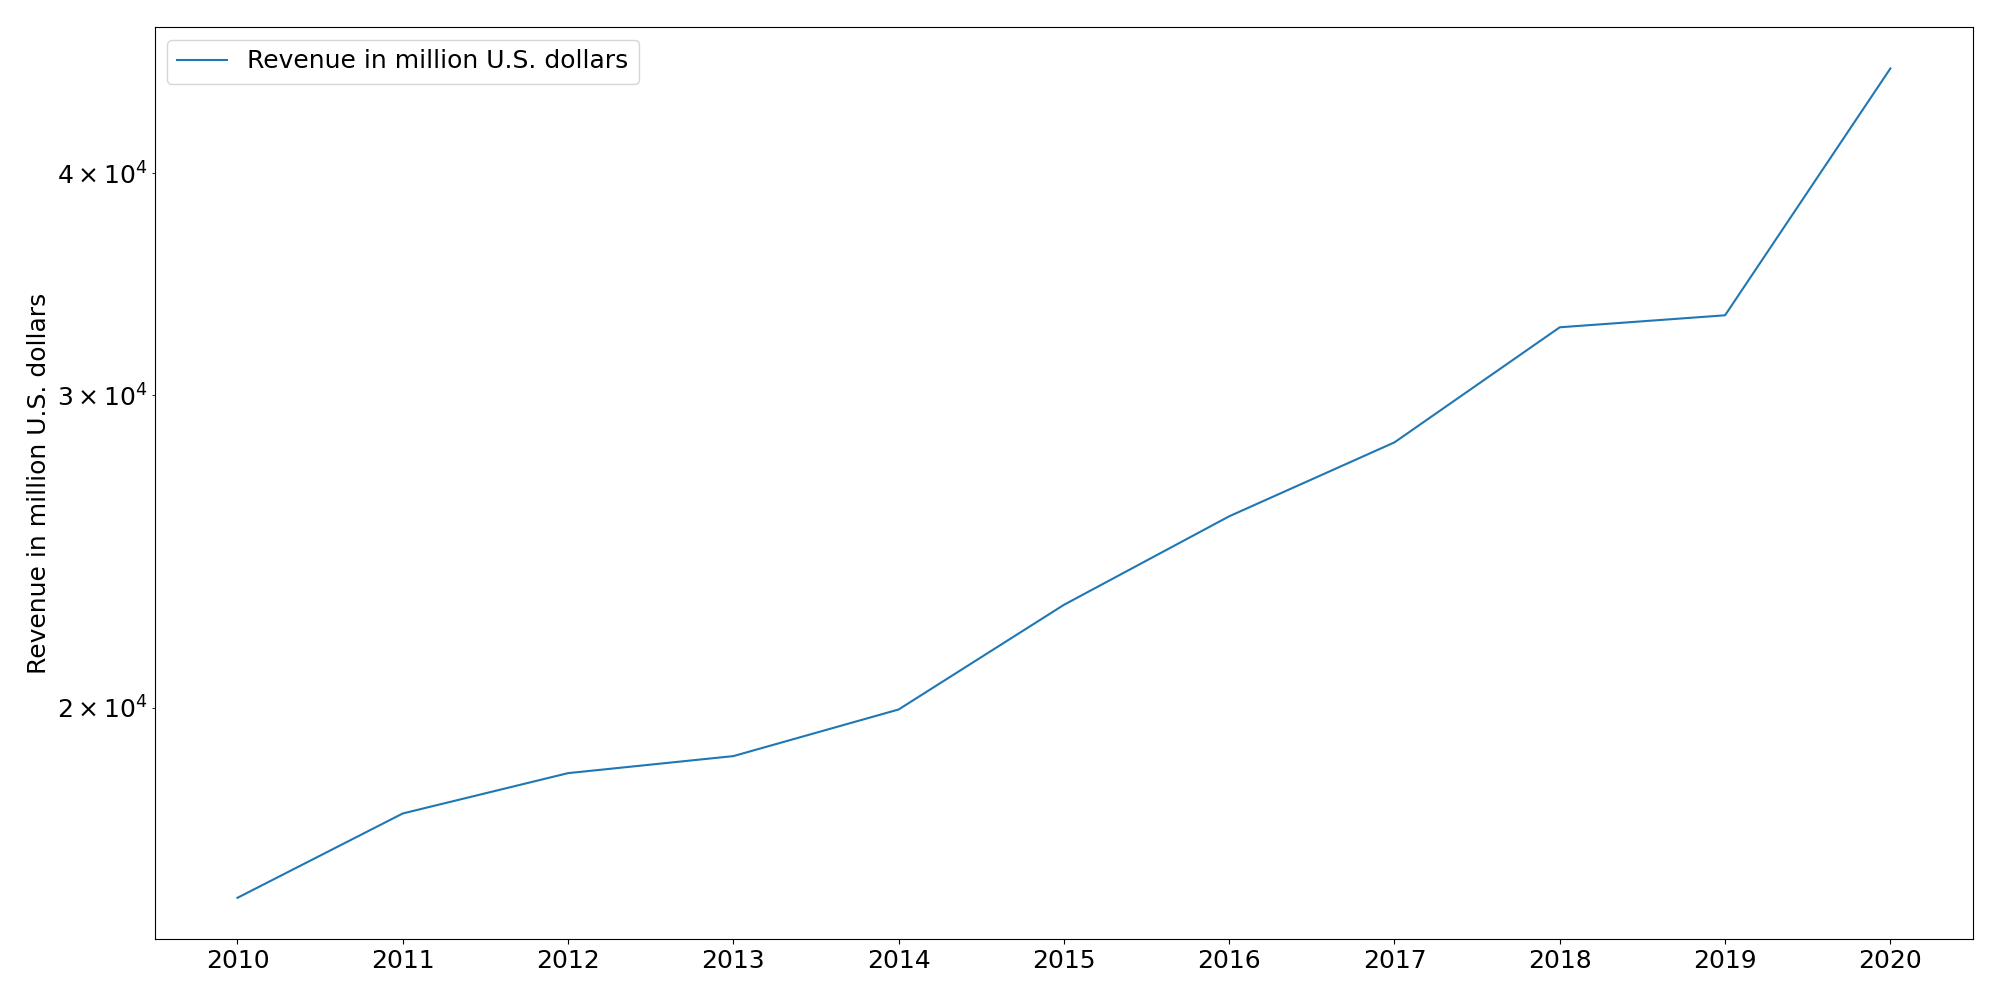 Revenue in million U.S. dollars
Revenue in million U.S. dollars
4 × 10⁴
3 × 10⁴
2 × 10⁴
2010 2011 2012 2013 2014 2015 2016 2017 2018 2019 2020